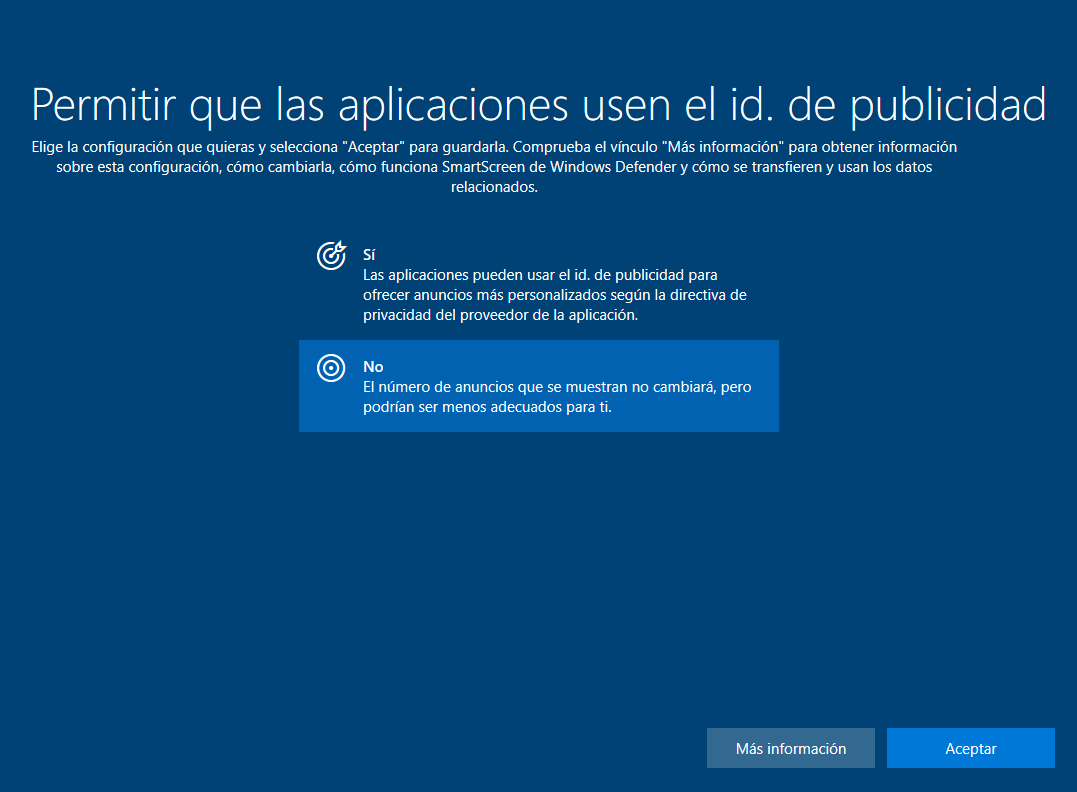 Permitir que las aplicaciones usen el id. de publicidad
Elige la configuración que quieras y selecciona "Aceptar" para guardarla. Comprueba el vínculo "Más información" para obtener información
sobre esta configuración, cómo cambiarla, cómo funciona SmartScreen de Windows Defender y cómo se transfieren y usan los datos
relacionados.
Sí
Las aplicaciones pueden usar el id. de publicidad para
ofrecer anuncios más personalizados según la directiva de
privacidad del proveedor de la aplicación.
No
El número de anuncios que se muestran no cambiará, pero
podrían ser menos adecuados para ti.
Más información
Aceptar